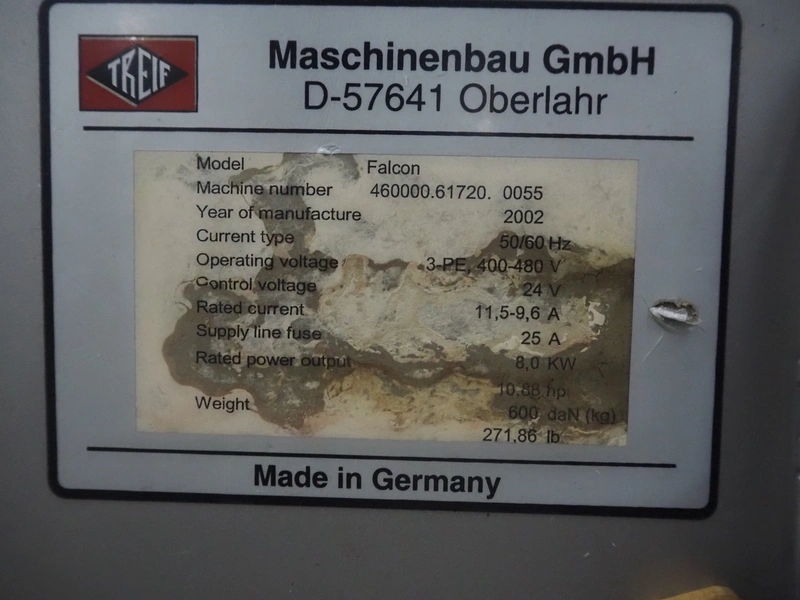 TREIF
Maschinenbau GmbH
D-57641 Oberlahr
Model Falcon
Machine number 460000.61720. 0055
Year of manufacture 2002
Current type 50/60 Hz
Operating voltage 3-PE, 400-480 V
Control voltage 24 V
Rated current 11,5-9,6 A
Supply line fuse 25 A
Rated power output 8,0 KW
10,88 hp
Weight 600 daN (kg)
271,86 lb
Made in Germany